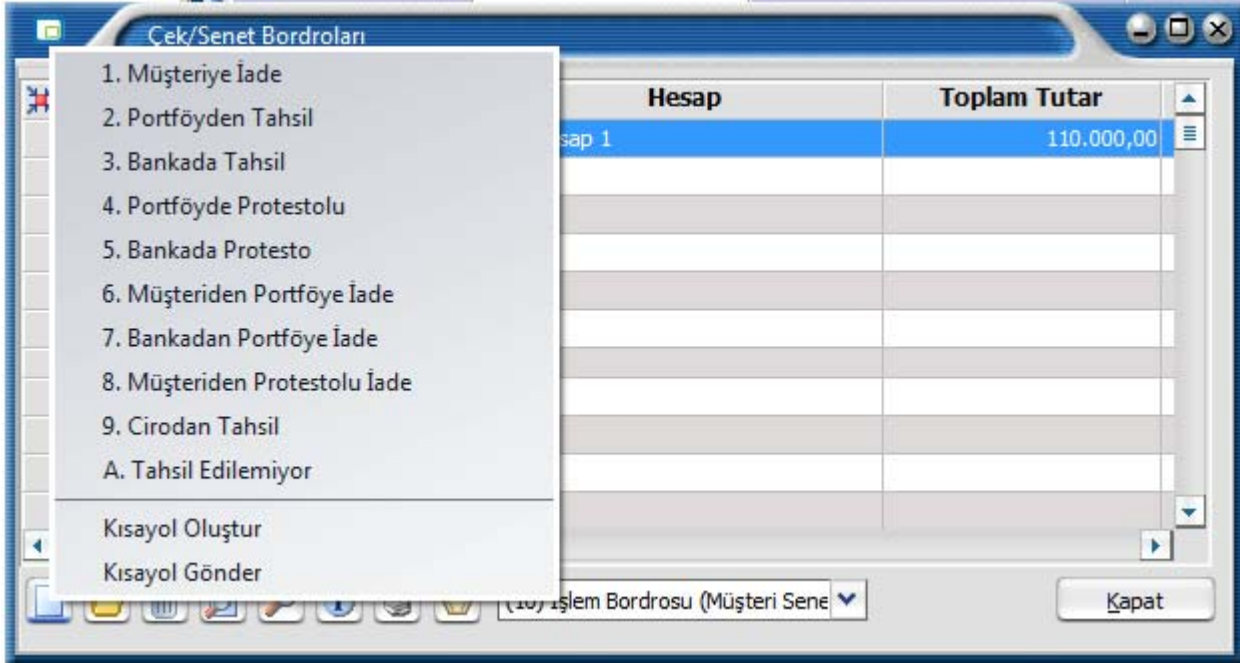 Çek/Senet Bordroları
1. Müşteriye İade
2. Portföyden Tahsil
3. Bankada Tahsil
4. Portföyde Protestolu
5. Bankada Protesto
6. Müşteriden Portföye İade
7. Bankadan Portföye İade
8. Müşteriden Protestolu İade
9. Cirodan Tahsil
A. Tahsil Edilemiyor
Kısayol Oluştur
Kısayol Gönder
Hesap Toplam Tutar
sap 1 110.000,00
(10) İşlem Bordrosu (Müşteri Sene
Kapat